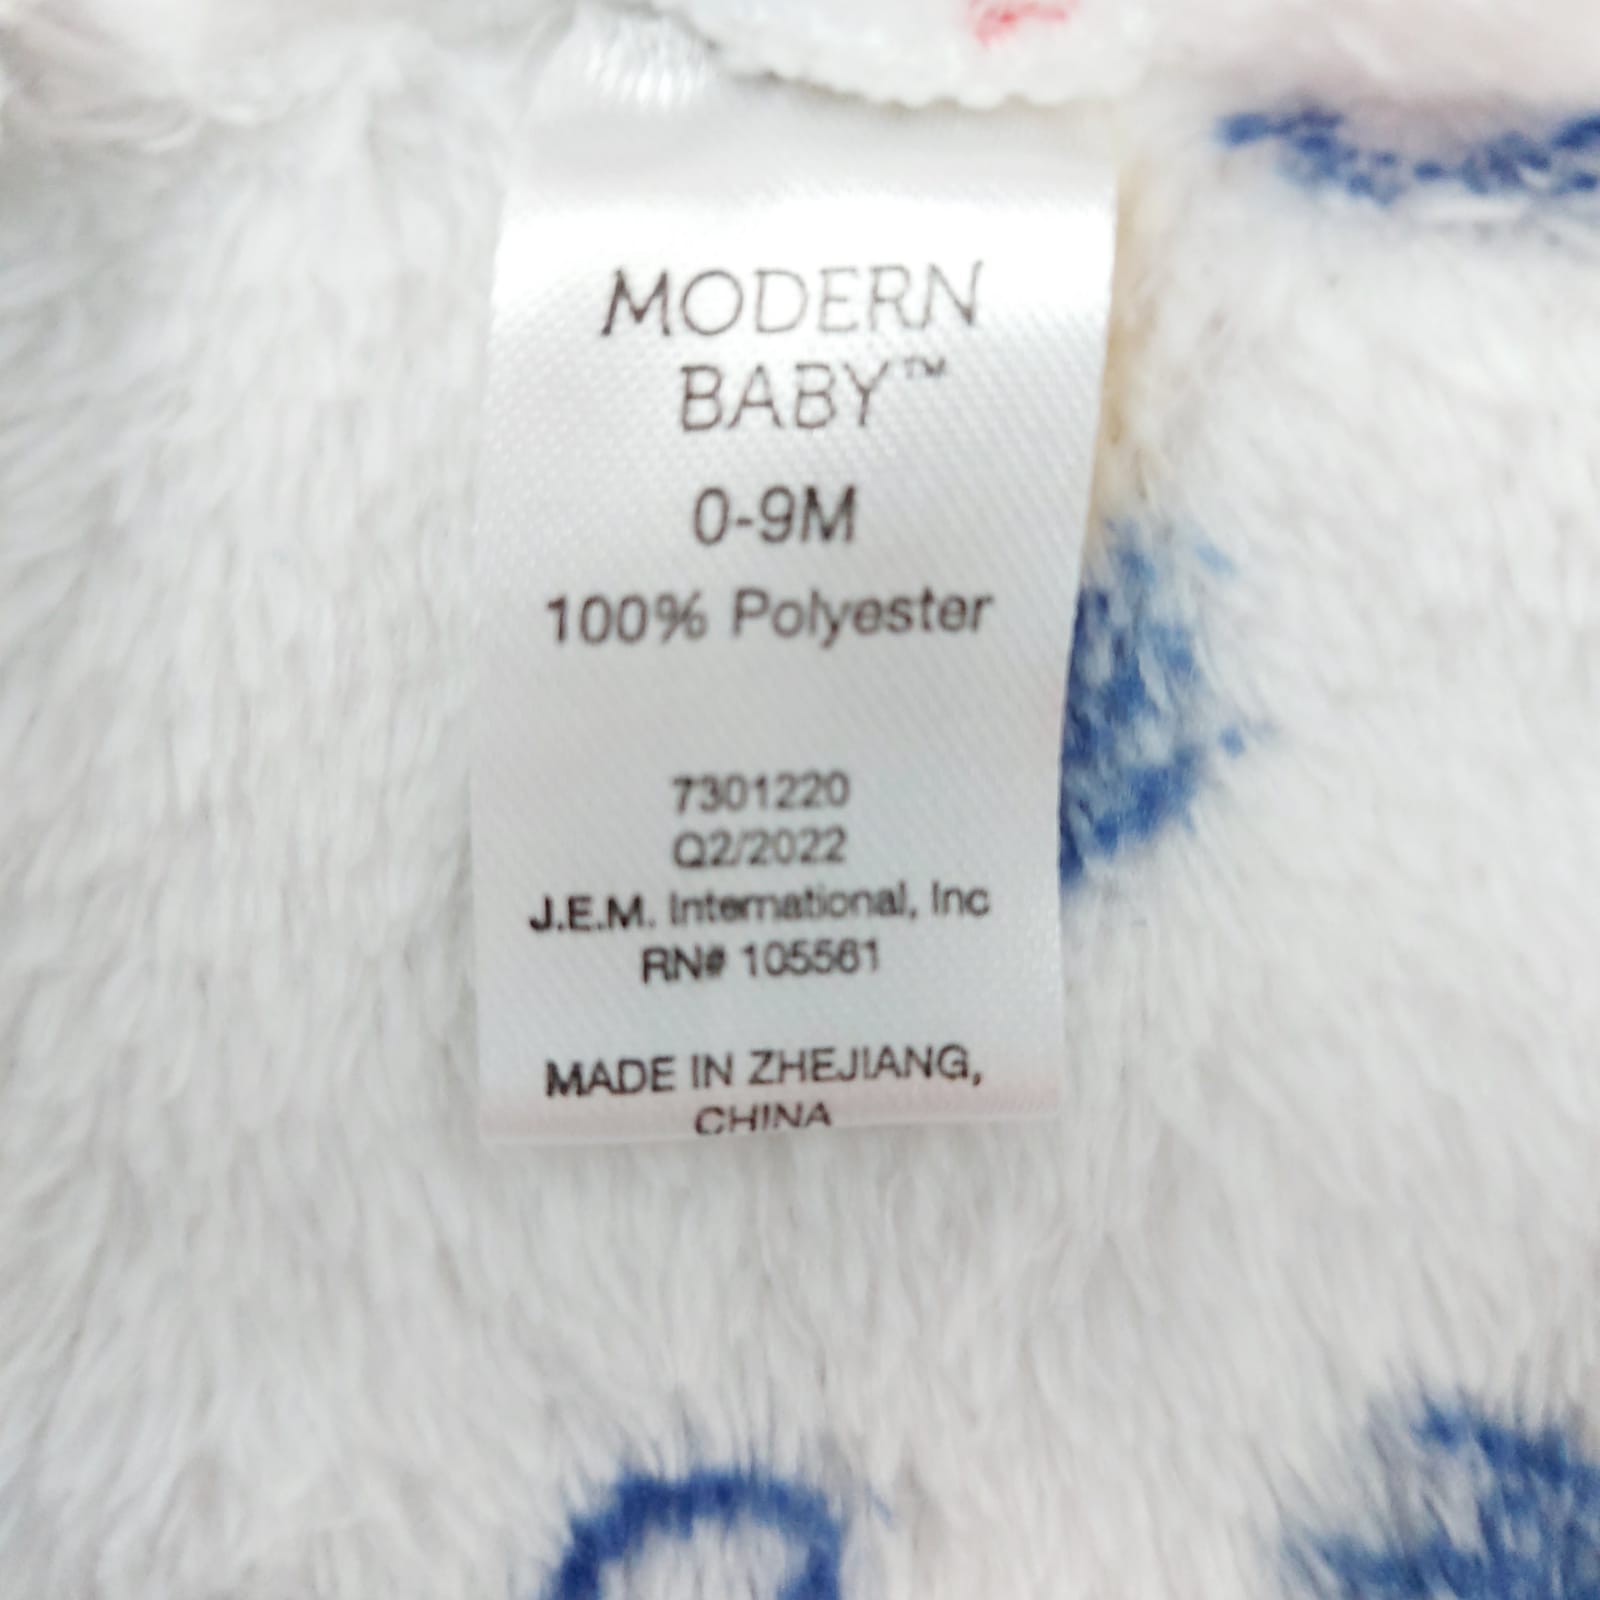 MODERN
BABY™
0-9M
100% Polyester
7301220
Q2/2022
J.E.M. International, Inc
RN# 105561
MADE IN ZHEJIANG,
CHINA